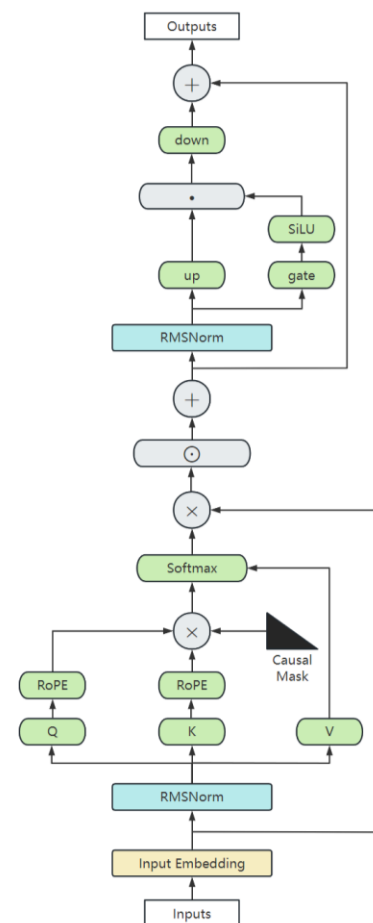 Outputs
+
down
·
SiLU
up
gate
RMSNorm
+
⊙
×
Softmax
×
Causal
Mask
RoPE
RoPE
Q
K
V
RMSNorm
Input Embedding
Inputs